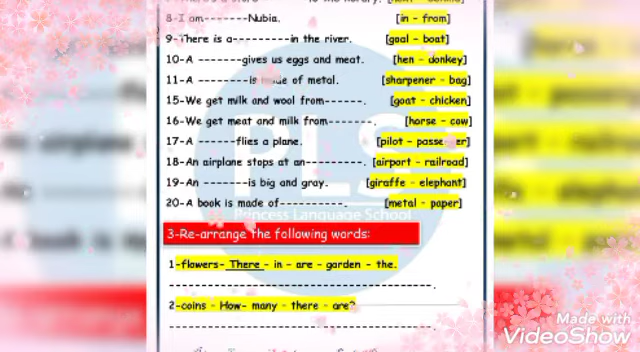 8-I am-------Nubia. [in - from]
9-There is a----------in the river. [goal - boat]
10-A -------gives us eggs and meat. [hen - donkey]
11-A --------is made of metal. [sharpener - bag]
15-We get milk and wool from------. [goat - chicken]
16-We get meat and milk from-------. [horse - cow]
17-A ------flies a plane. [pilot - passenger]
18-An airplane stops at an---------. [airport - railroad]
19-An -------is big and gray. [giraffe - elephant]
20-A book is made of----------. [metal - paper]
PLS
Princess Language School
3-Re-arrange the following words:
1-flowers- There - in - are - garden - the.
2-coins - How- many - there - are?
Made with
VideoShow